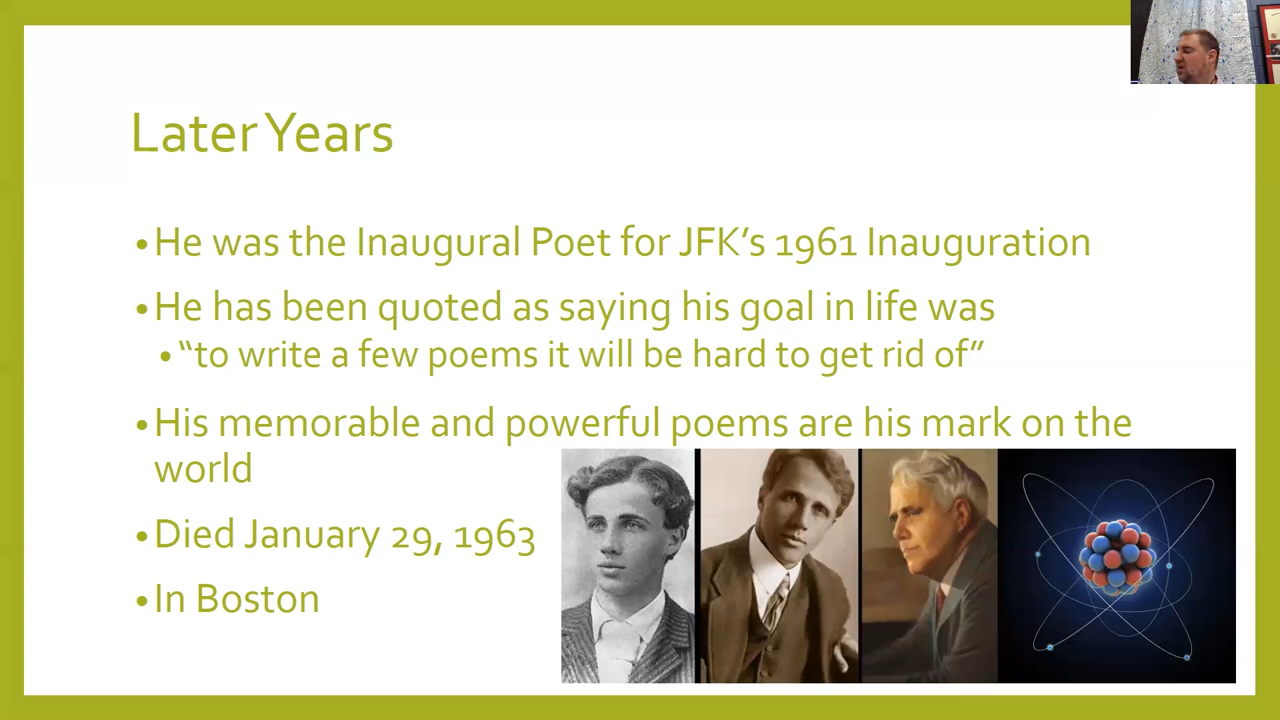 Later Years
•He was the Inaugural Poet for JFK’s 1961 Inauguration
•He has been quoted as saying his goal in life was
•“to write a few poems it will be hard to get rid of”
•His memorable and powerful poems are his mark on the
world
•Died January 29, 1963
•In Boston